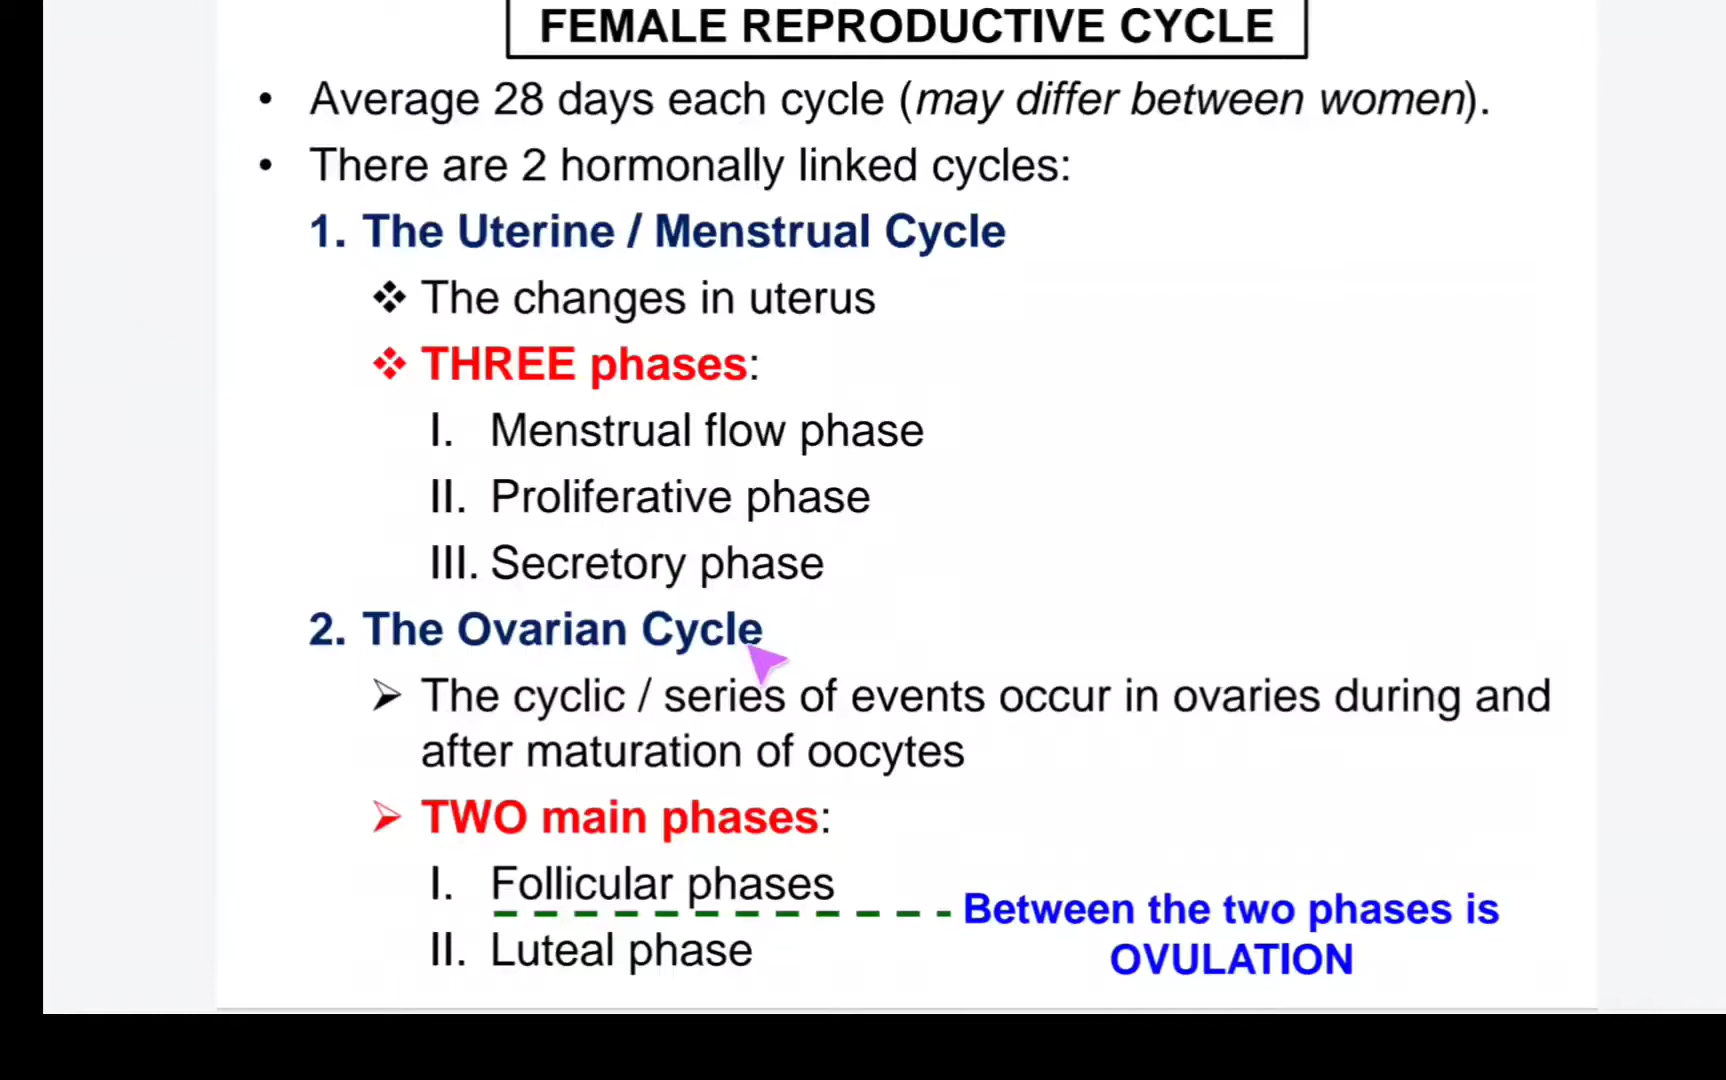 FEMALE REPRODUCTIVE CYCLE
• Average 28 days each cycle (may differ between women).
• There are 2 hormonally linked cycles:
1. The Uterine / Menstrual Cycle
❖ The changes in uterus
❖ THREE phases:
I. Menstrual flow phase
II. Proliferative phase
III. Secretory phase
2. The Ovarian Cycle
➢ The cyclic / series of events occur in ovaries during and
after maturation of oocytes
➢ TWO main phases:
I. Follicular phases
Between the two phases is
OVULATION
II. Luteal phase